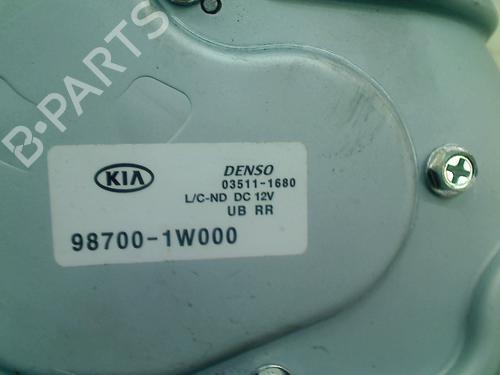 B-PARTS
KIA
DENSO
03511-1680
L/C-ND DC 12V
UB RR
98700-1W000